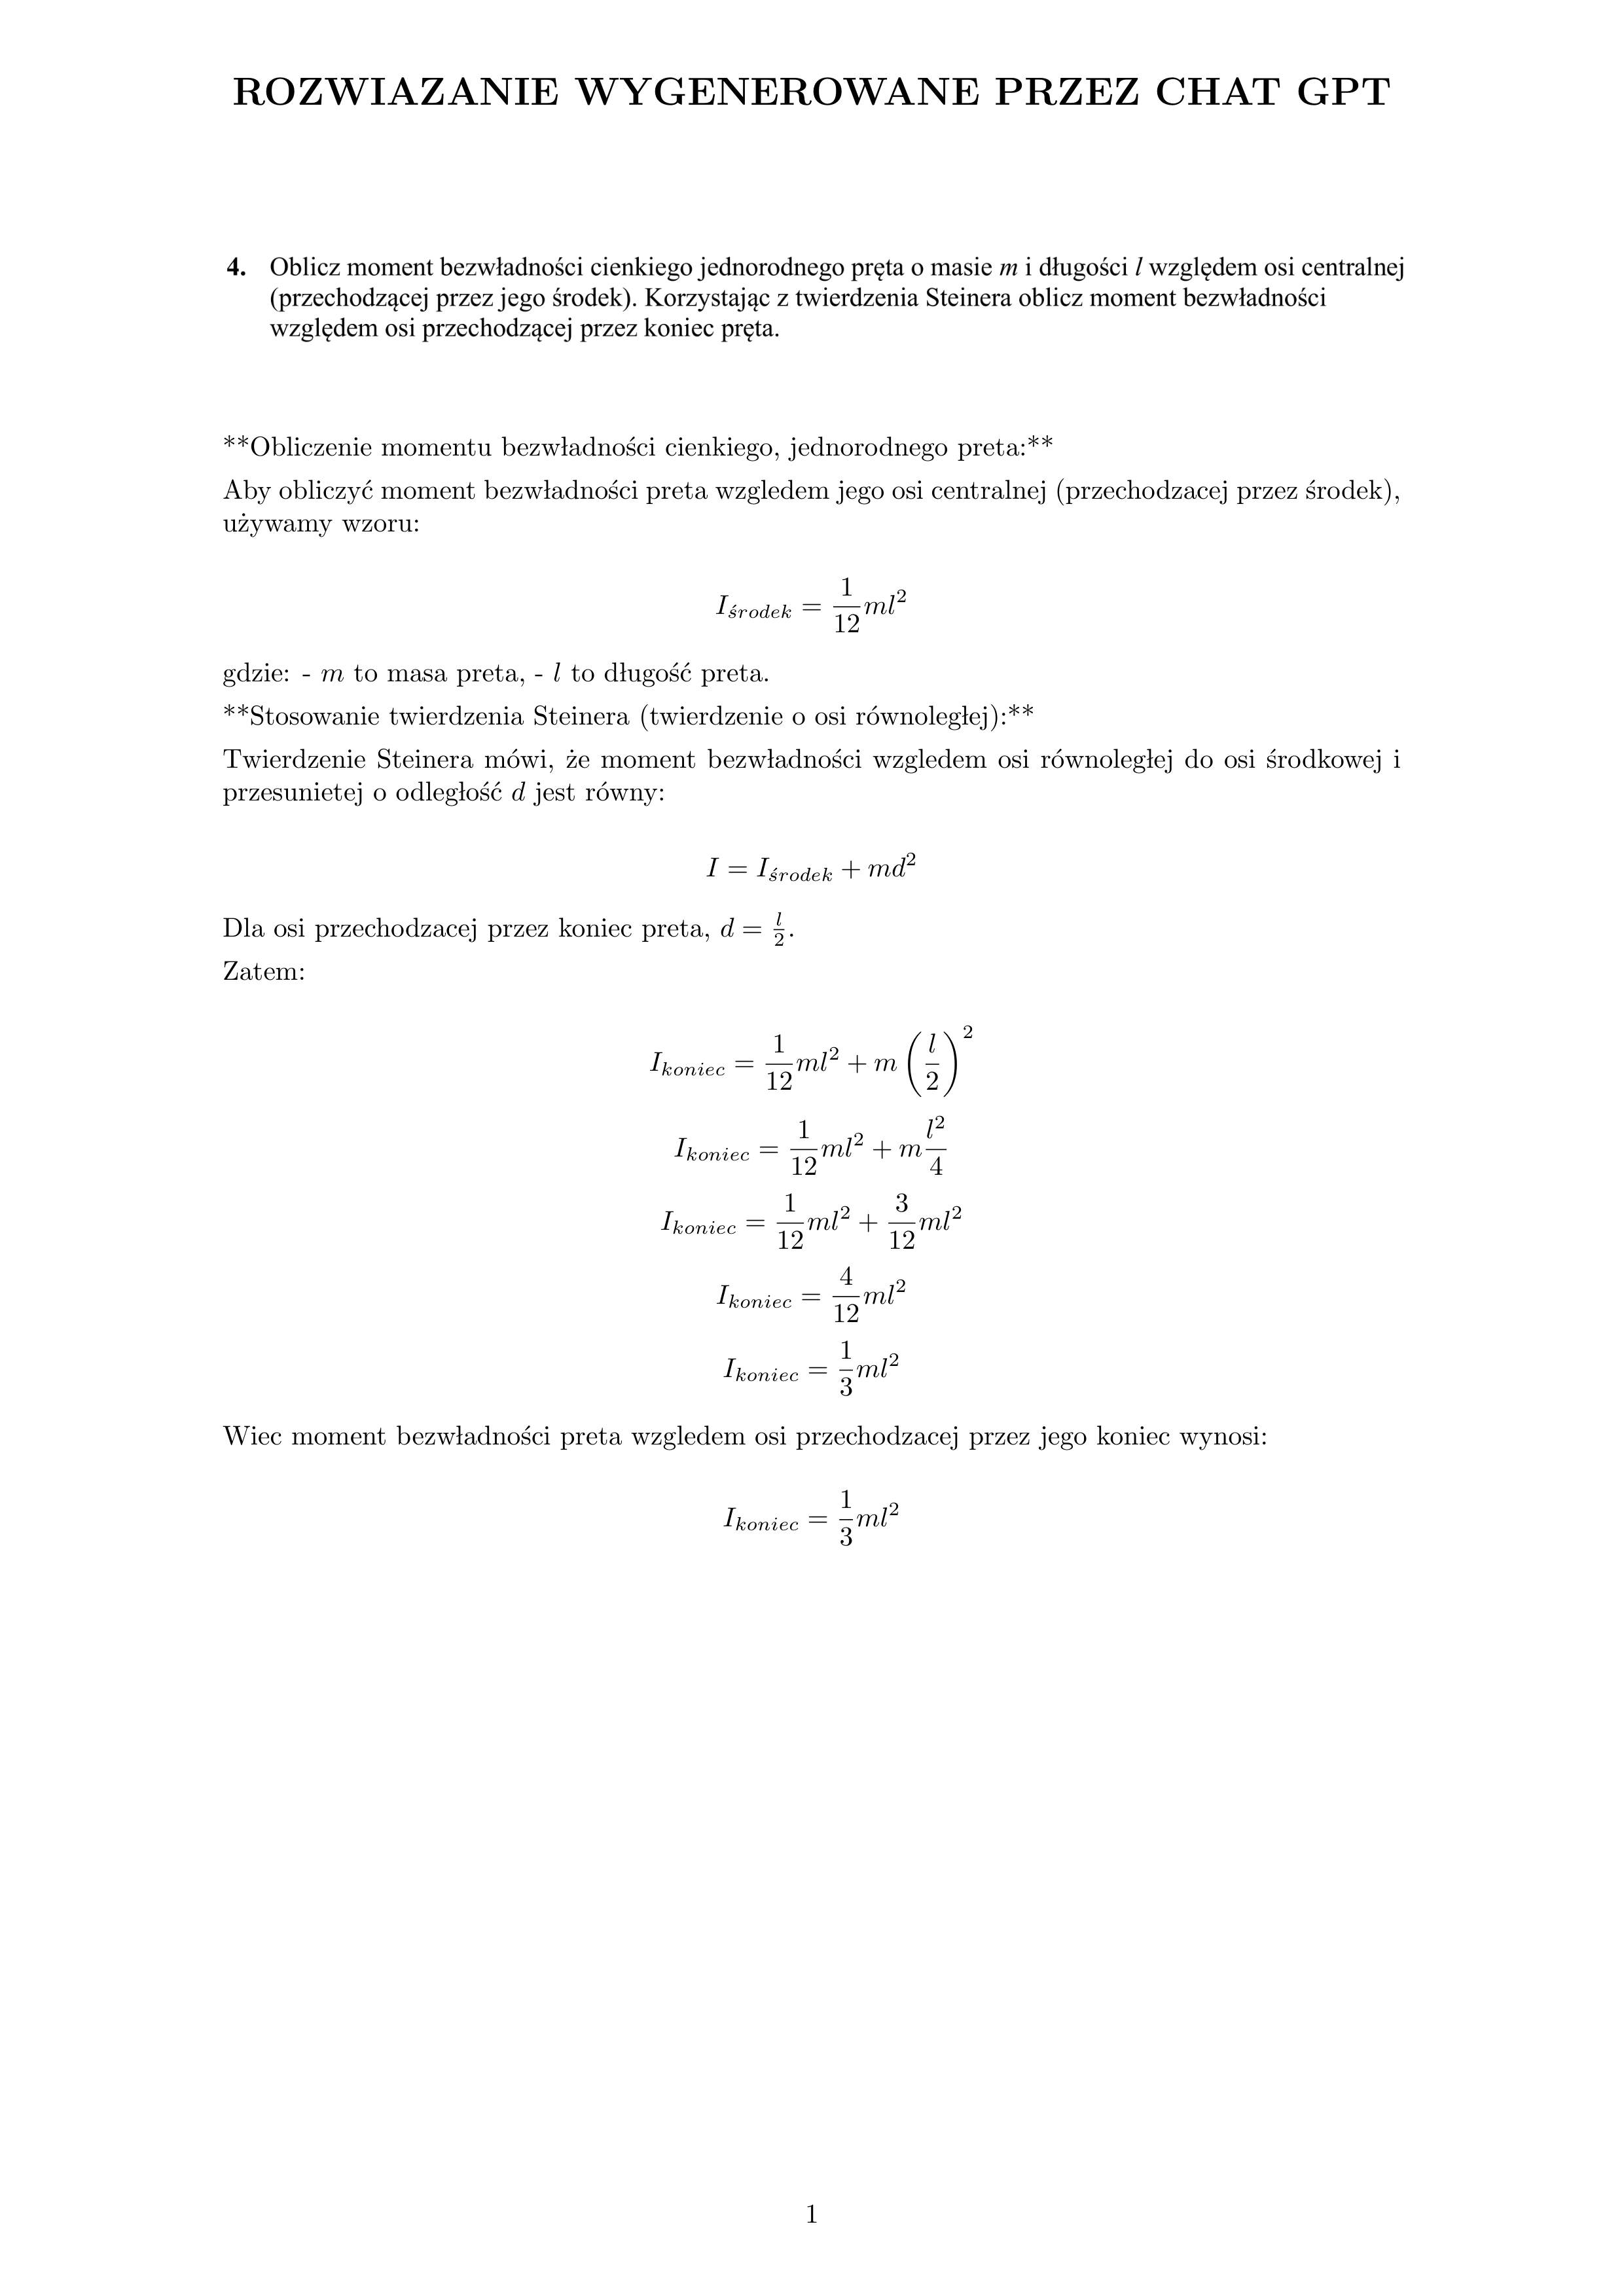 ROZWIAZANIE WYGENEROWANE PRZEZ CHAT GPT
4. Oblicz moment bezwładności cienkiego jednorodnego pręta o masie m i długości l względem osi centralnej
(przechodzącej przez jego środek). Korzystając z twierdzenia Steinera oblicz moment bezwładności
względem osi przechodzącej przez koniec pręta.
**Obliczenie momentu bezwładności cienkiego, jednorodnego preta:**
Aby obliczyć moment bezwładności preta wzgledem jego osi centralnej (przechodzacej przez środek),
używamy wzoru:
$I_{środek} = \frac{1}{12}ml^2$
gdzie: - m to masa preta, - l to długość preta.
**Stosowanie twierdzenia Steinera (twierdzenie o osi równoległej):**
Twierdzenie Steinera mówi, że moment bezwładności wzgledem osi równoległej do osi środkowej i
przesunietej o odległość d jest równy:
$I = I_{środek} + md^2$
Dla osi przechodzacej przez koniec preta, $d = \frac{l}{2}$.
Zatem:
$I_{koniec} = \frac{1}{12}ml^2 + m\left(\frac{l}{2}\right)^2$
$I_{koniec} = \frac{1}{12}ml^2 + m\frac{l^2}{4}$
$I_{koniec} = \frac{1}{12}ml^2 + \frac{3}{12}ml^2$
$I_{koniec} = \frac{4}{12}ml^2$
$I_{koniec} = \frac{1}{3}ml^2$
Wiec moment bezwładności preta wzgledem osi przechodzacej przez jego koniec wynosi:
$I_{koniec} = \frac{1}{3}ml^2$
1